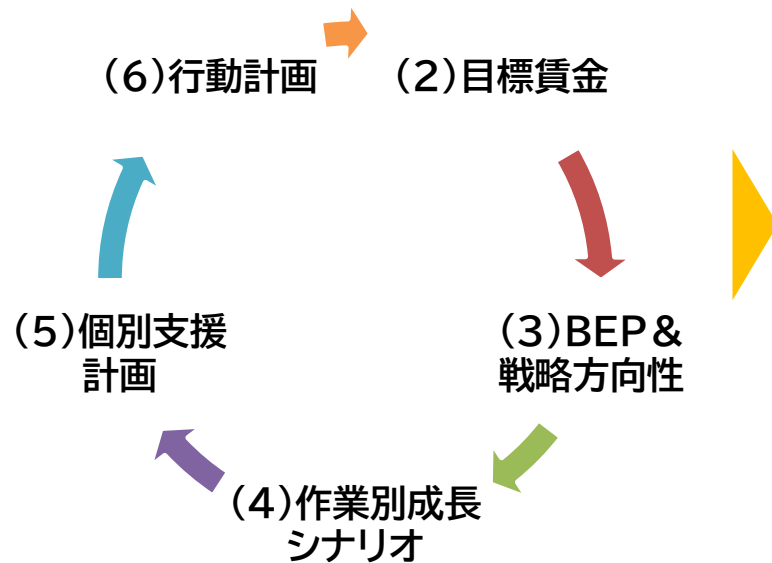 (6)行動計画
(2)目標賃金
(3)BEP&
戦略方向性
(4)作業別成長
シナリオ
(5)個別支援
計画